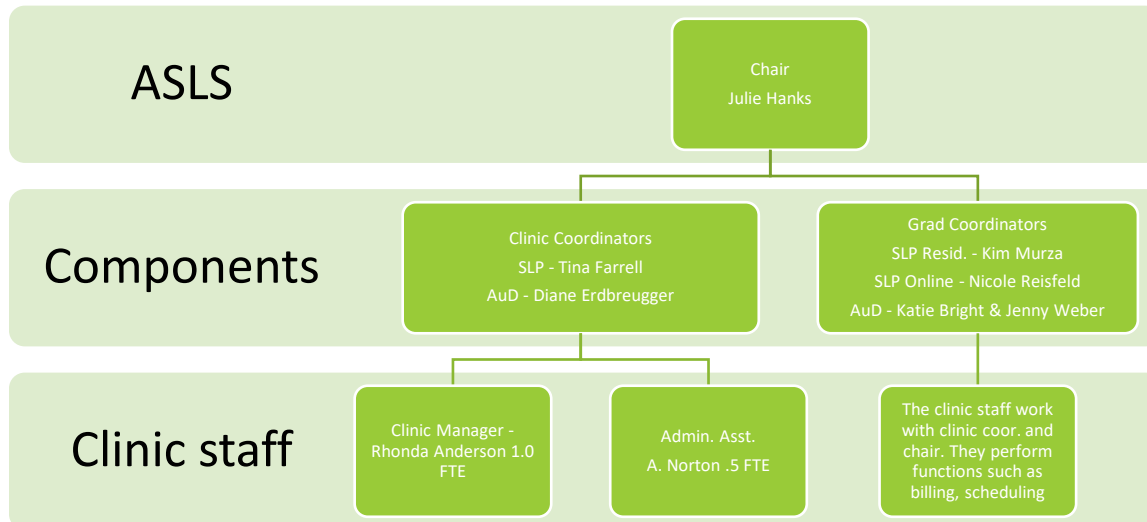 ASLS
Chair
Julie Hanks
Components
Clinic Coordinators
SLP - Tina Farrell
AuD - Diane Erdbreugger
Grad Coordinators
SLP Resid. - Kim Murza
SLP Online - Nicole Reisfeld
AuD - Katie Bright & Jenny Weber
Clinic staff
Clinic Manager -
Rhonda Anderson 1.0
FTE
Admin. Asst.
A. Norton .5 FTE
The clinic staff work
with clinic coor. and
chair. They perform
functions such as
billing, scheduling